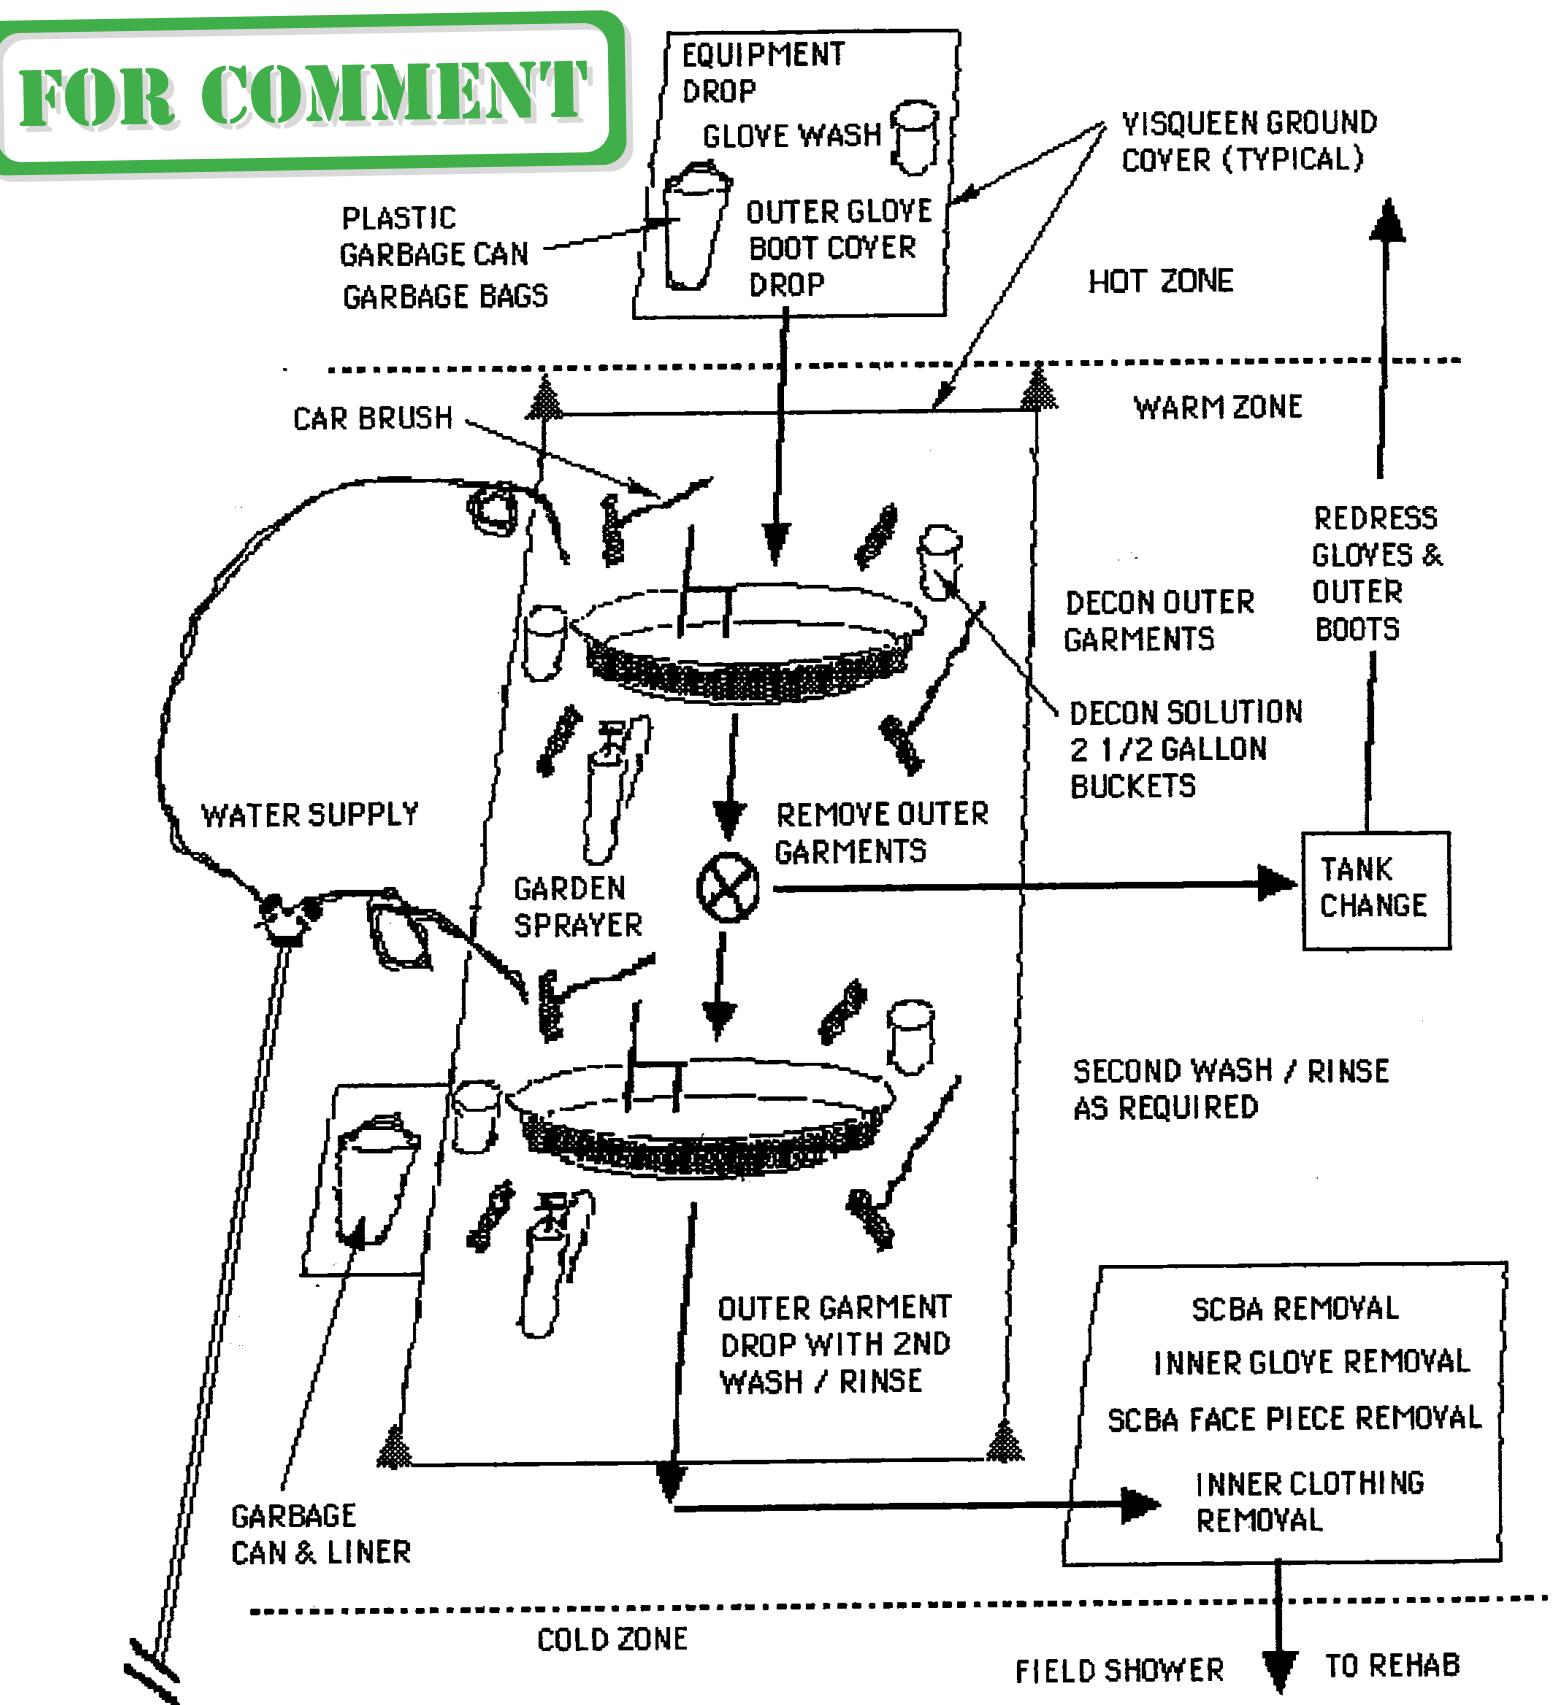 FOR COMMENT
EQUIPMENT
DROP
GLOVE WASH
OUTER GLOVE
BOOT COVER
DROP
VISQUEEN GROUND
COVER (TYPICAL)
PLASTIC
GARBAGE CAN
GARBAGE BAGS
HOT ZONE
WARM ZONE
CAR BRUSH
REDRESS
GLOVES &
OUTER
BOOTS
DECON OUTER
GARMENTS
DECON SOLUTION
2 1/2 GALLON
BUCKETS
WATER SUPPLY
REMOVE OUTER
GARMENTS
GARDEN
SPRAYER
TANK
CHANGE
SECOND WASH / RINSE
AS REQUIRED
OUTER GARMENT
DROP WITH 2ND
WASH / RINSE
SCBA REMOVAL
INNER GLOVE REMOVAL
SCBA FACE PIECE REMOVAL
INNER CLOTHING
REMOVAL
GARBAGE
CAN & LINER
COLD ZONE
FIELD SHOWER
TO REHAB